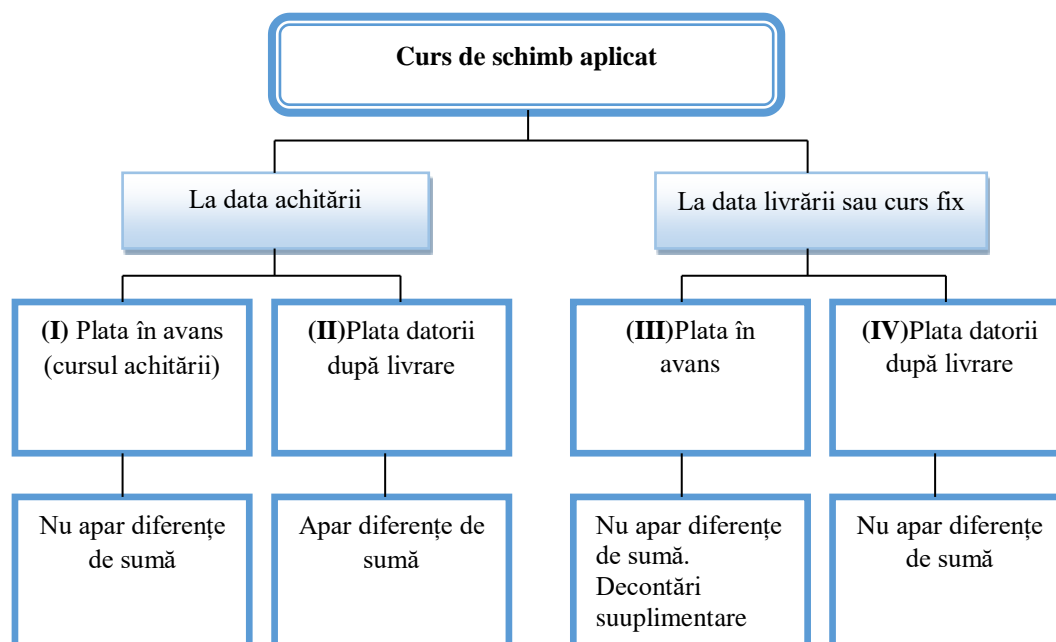 Curs de schimb aplicat
La data achitării
La data livrării sau curs fix
(I) Plata în avans
(cursul achitării)
(II)Plata datorii
după livrare
(III)Plata în
avans
(IV)Plata datorii
după livrare
Nu apar diferențe
de sumă
Apar diferențe de
sumă
Nu apar diferențe
de sumă.
Decontări
suuplimentare
Nu apar diferențe
de sumă